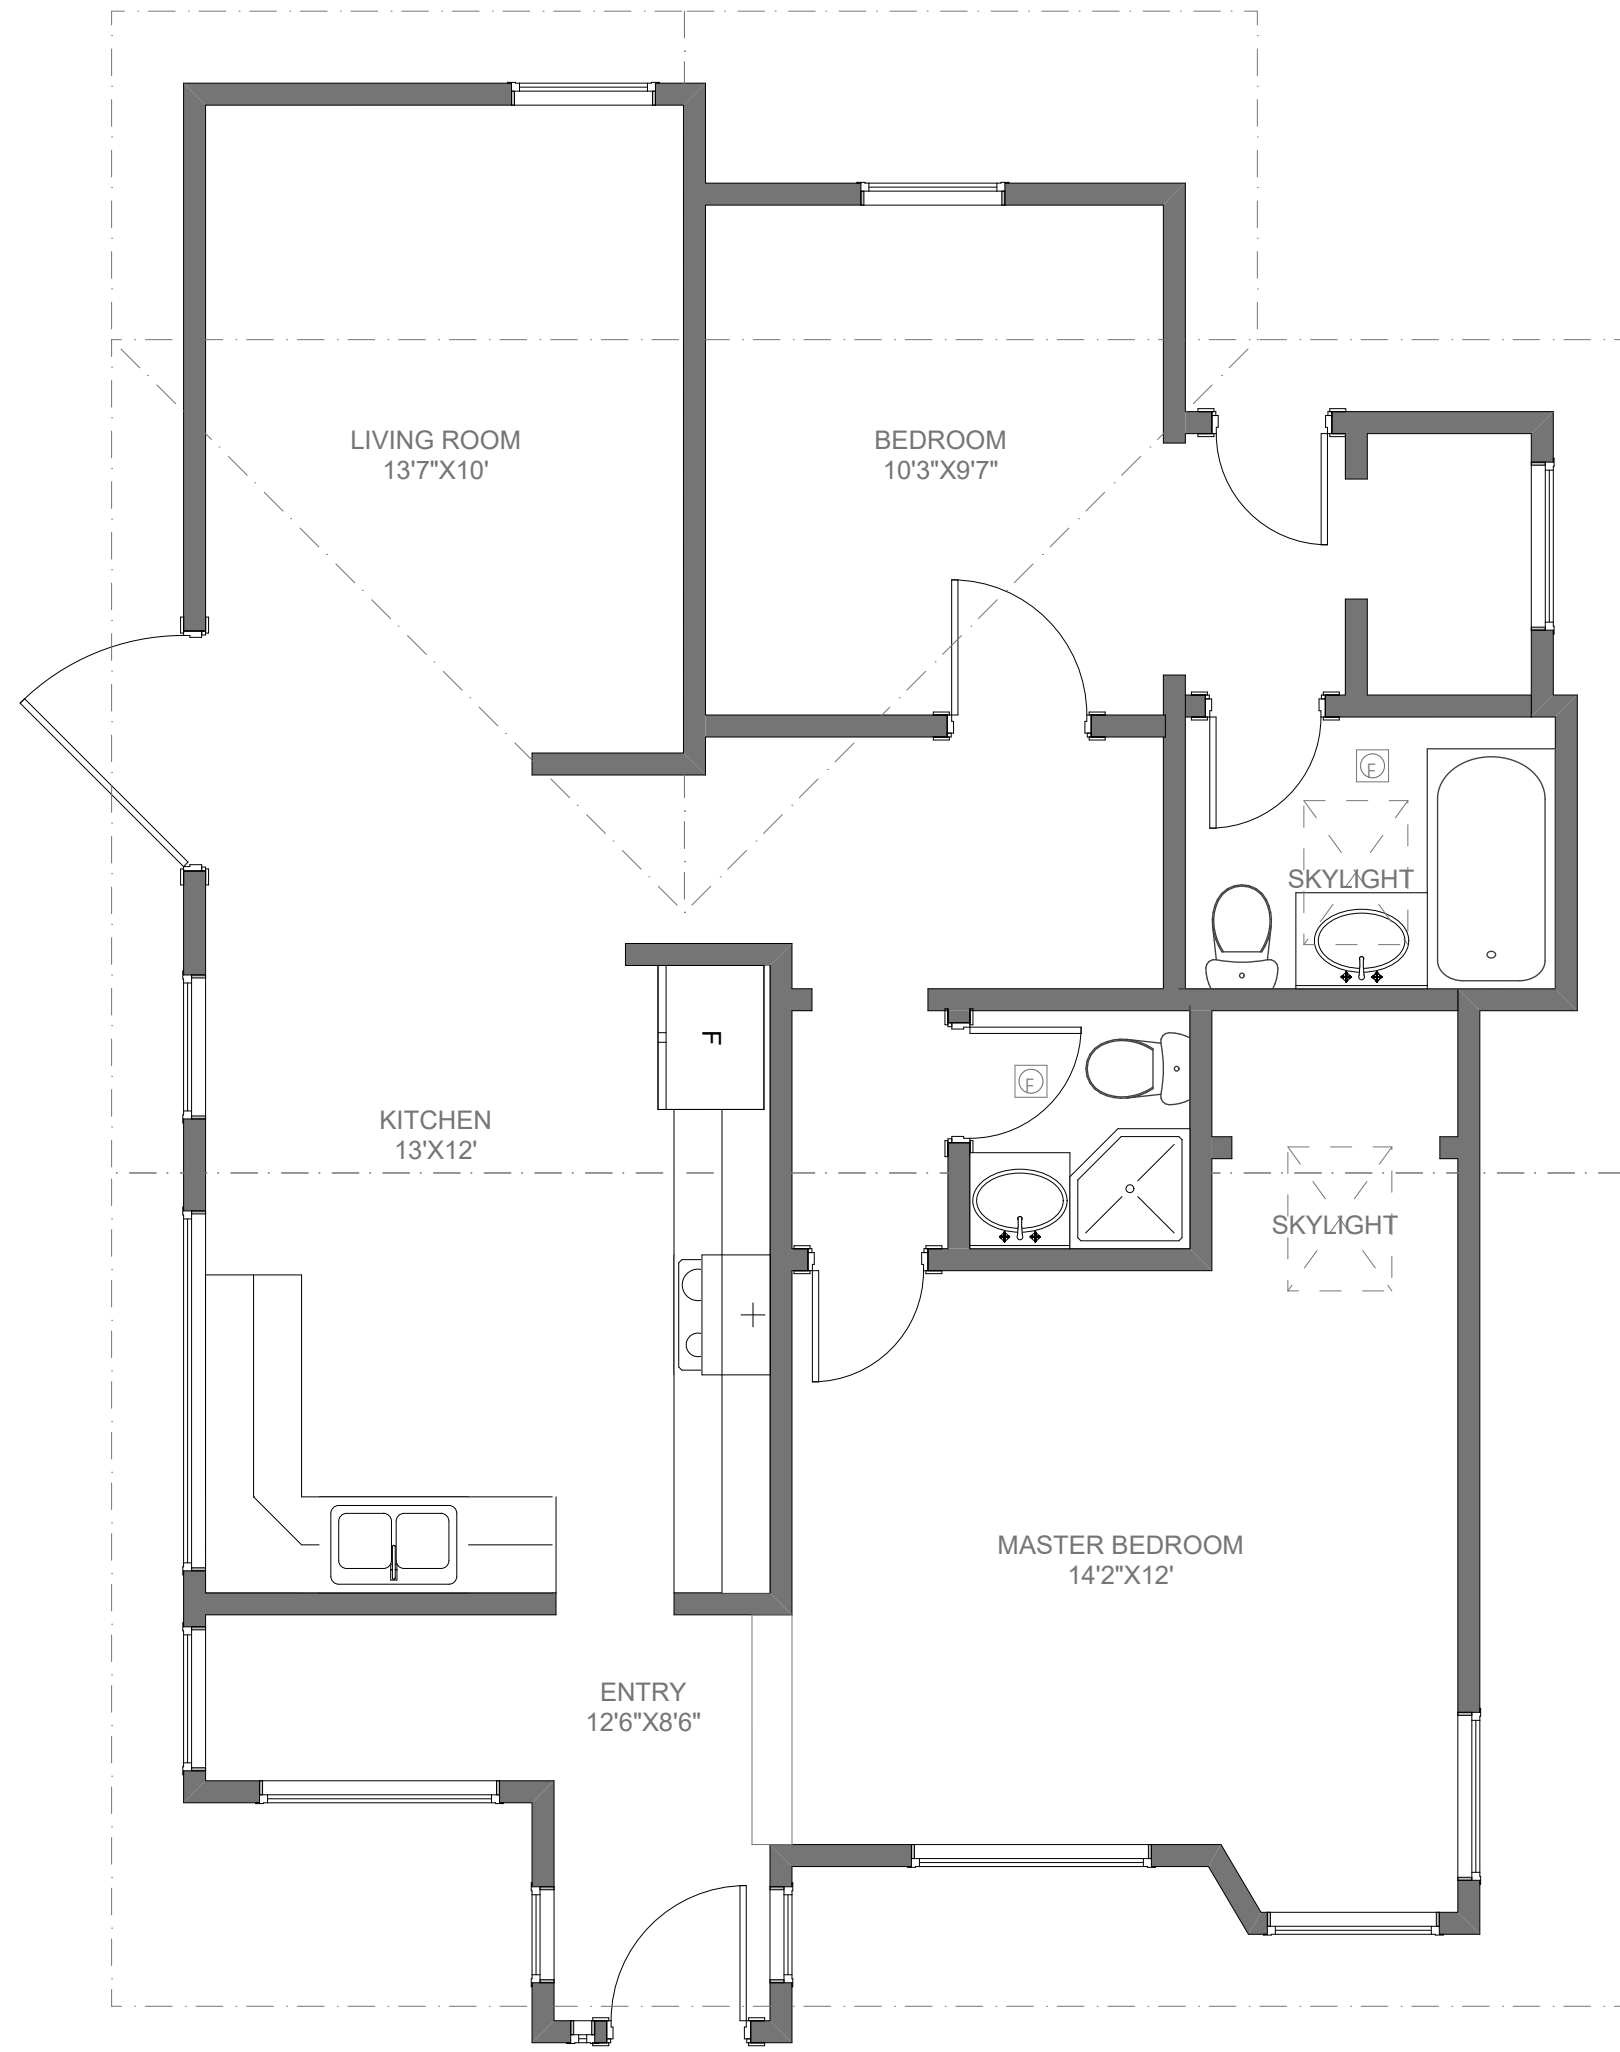 LIVING ROOM
13'7"X10'
BEDROOM
10'3"X9'7"
F
SKYLIGHT
F
F
KITCHEN
13'X12'
SKYLIGHT
MASTER BEDROOM
14'2"X12'
ENTRY
12'6"X8'6"